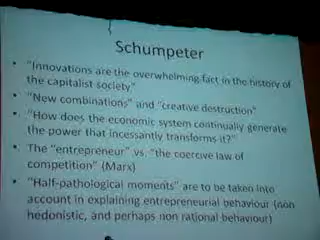 Schumpeter
• "Innovations are the overwhelming fact in the history of
the capitalist society"
• "New combinations" and "creative destruction"
• "How does the economic system continually generate
the power that incessantly transforms it?"
• The "entrepreneur" vs. "the coercive law of
competition" (Marx)
• "Half-pathological moments" are to be taken into
account in explaining entrepreneurial behaviour (non
hedonistic, and perhaps non rational behaviour)